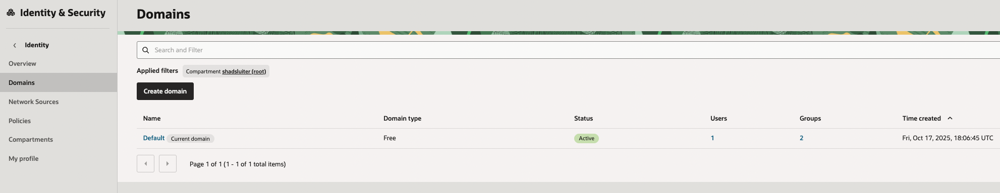 Identity & Security
Identity
Overview
Domains
Network Sources
Policies
Compartments
My profile
Domains
Search and Filter
Applied filters Compartment shadsluiter (root)
Create domain
Name Domain type Status Users Groups Time created
Default Current domain Free Active 1 2 Fri, Oct 17, 2025, 18:06:45 UTC
Page 1 of 1 (1 - 1 of 1 total items)